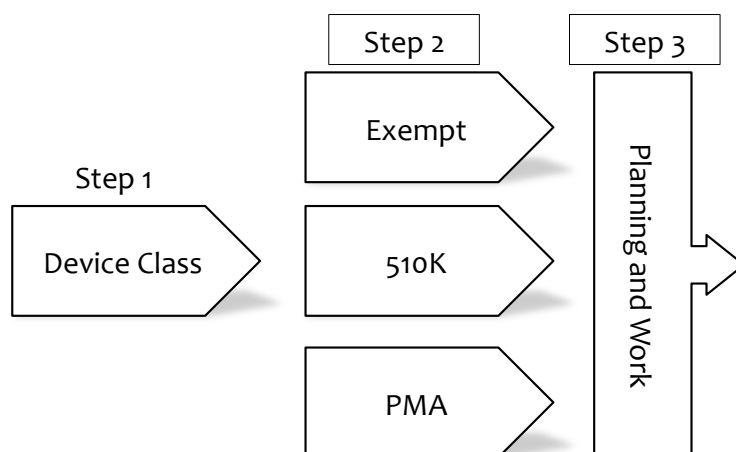 Step 1
Device Class
Step 2
Exempt
510K
PMA
Step 3
Planning and Work